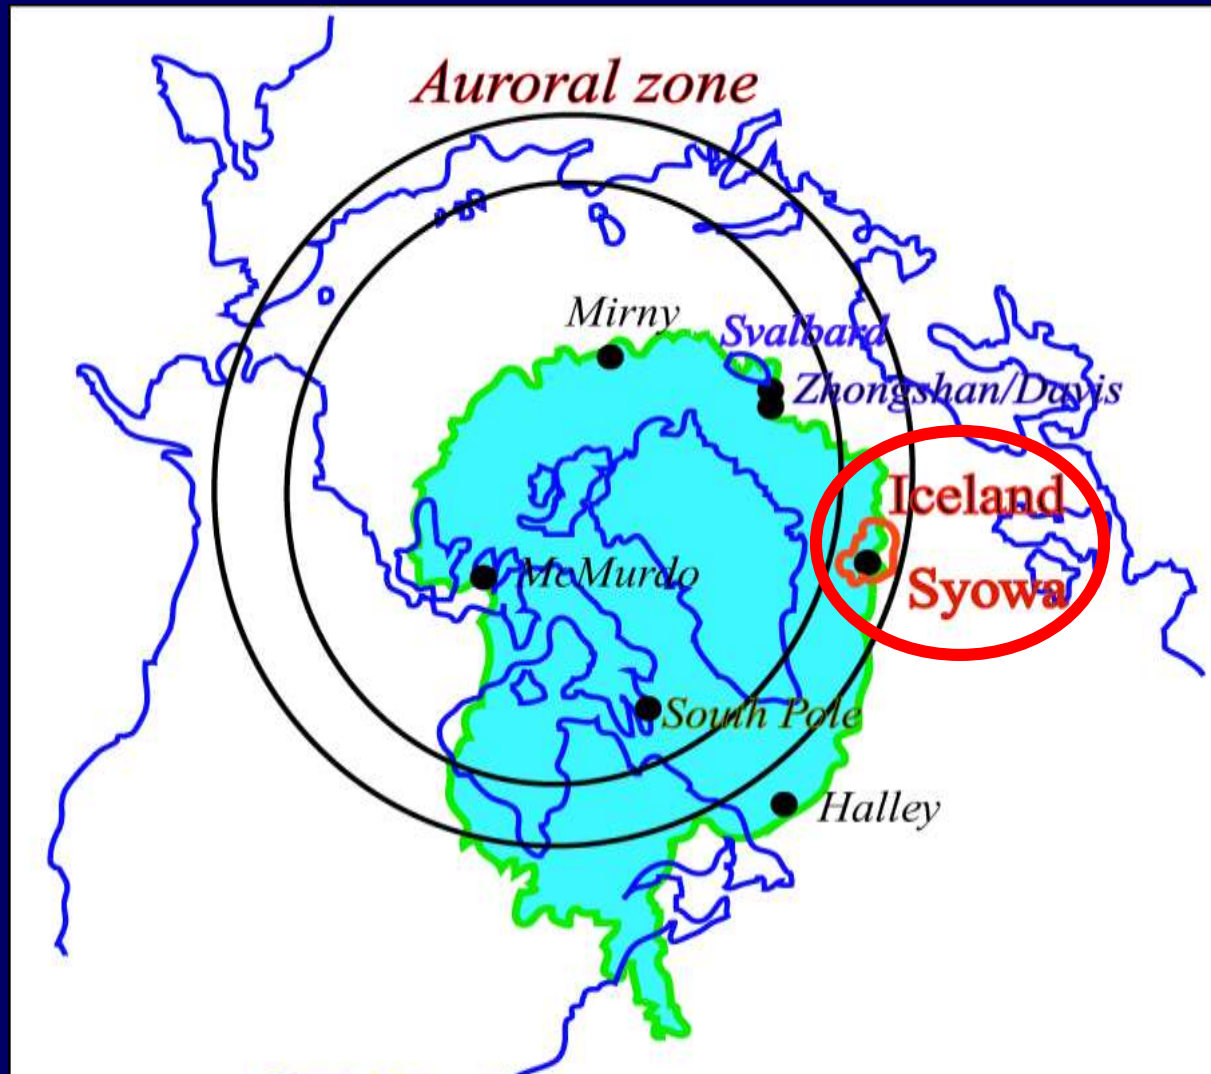 Auroral zone
Mirny
Svalbard
Zhongshan/Davis
Iceland
McMurdo
Syowa
South Pole
Halley